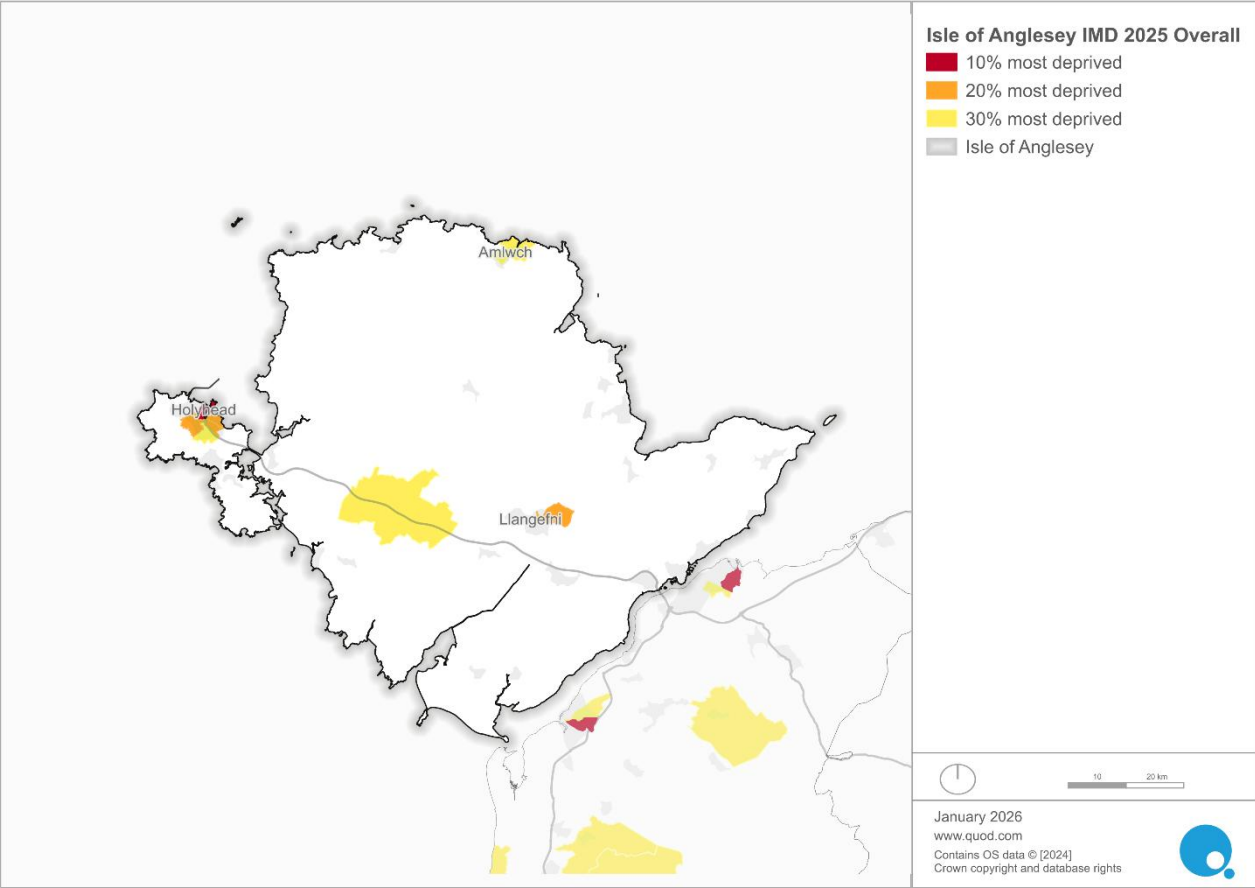 Isle of Anglesey IMD 2025 Overall
10% most deprived
20% most deprived
30% most deprived
Isle of Anglesey
Amlwch
Holyhead
Llangefni
10 20 km
January 2026
www.quod.com
Contains OS data © [2024]
Crown copyright and database rights